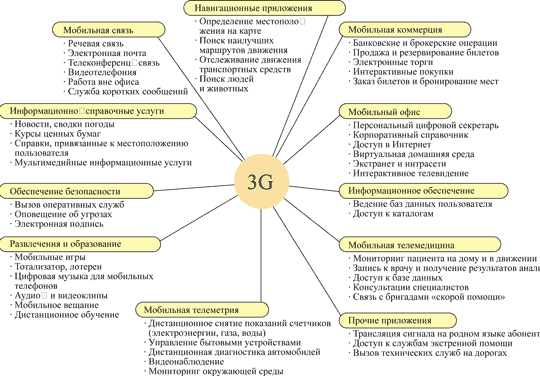 Навигационные приложения
· Определение местополо□
жения на карте
· Поиск наилучших
маршрутов движения
· Отслеживание движения
транспортных средств
· Поиск людей
и животных
Мобильная связь
· Речевая связь
· Электронная почта
· Телеконференц□связь
· Видеотелефония
· Работа вне офиса
· Служба коротких сообщений
Мобильная коммерция
· Банковские и брокерские операции
· Продажа и резервирование билетов
· Электронные торги
· Интерактивные покупки
· Заказ билетов и бронирование мест
Информационно□справочные услуги
· Новости, сводки погоды
· Курсы ценных бумаг
· Справки, привязанные к местоположению
пользователя
· Мультимедийные информационные услуги
Мобильный офис
· Персональный цифровой секретарь
· Корпоративный справочник
· Доступ в Интернет
· Виртуальная домашняя среда
· Экстранет и интрасети
· Интерактивное телевидение
3G
Обеспечение безопасности
· Вызов оперативных служб
· Оповещение об угрозах
· Электронная подпись
Информационное обеспечение
· Ведение баз данных пользователя
· Доступ к каталогам
Развлечения и образование
· Мобильные игры
· Тотализатор, лотереи
· Цифровая музыка для мобильных
телефонов
· Аудио□ и видеоклипы
· Мобильное вещание
· Дистанционное обучение
Мобильная телемедицина
· Мониторинг пациента на дому и в движении
· Запись к врачу и получение результатов анали
· Доступ к базе данных
· Консультации специалистов
· Связь с бригадами «скорой помощи»
Мобильная телеметрия
· Дистанционное снятие показаний счетчиков
(электроэнергии, газа, воды)
· Управление бытовыми устройствами
· Дистанционная диагностика автомобилей
· Видеонаблюдение
· Мониторинг окружающей среды
Прочие приложения
· Трансляция сигнала на родном языке абонент
· Доступ к службам экстренной помощи
· Вызов технических служб на дорогах